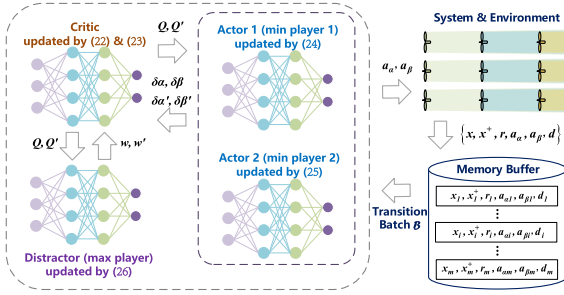 Critic
updated by (22) & (23)
Q, Q'
Actor 1 (min player 1)
updated by (24)
System & Environment
a_α, a_β
δα, δβ
δα', δβ'
{x, x⁺, r, a_α, a_β, d}
Q, Q'
w, w'
Actor 2 (min player 2)
updated by (25)
Transition
Batch B
Memory Buffer
x_1, x_1⁺, r_1, a_α1, a_β1, d_1
⋮
x_i, x_i⁺, r_i, a_αi, a_βi, d_i
⋮
x_m, x_m⁺, r_m, a_αm, a_βm, d_m
Distractor (max player)
updated by (26)